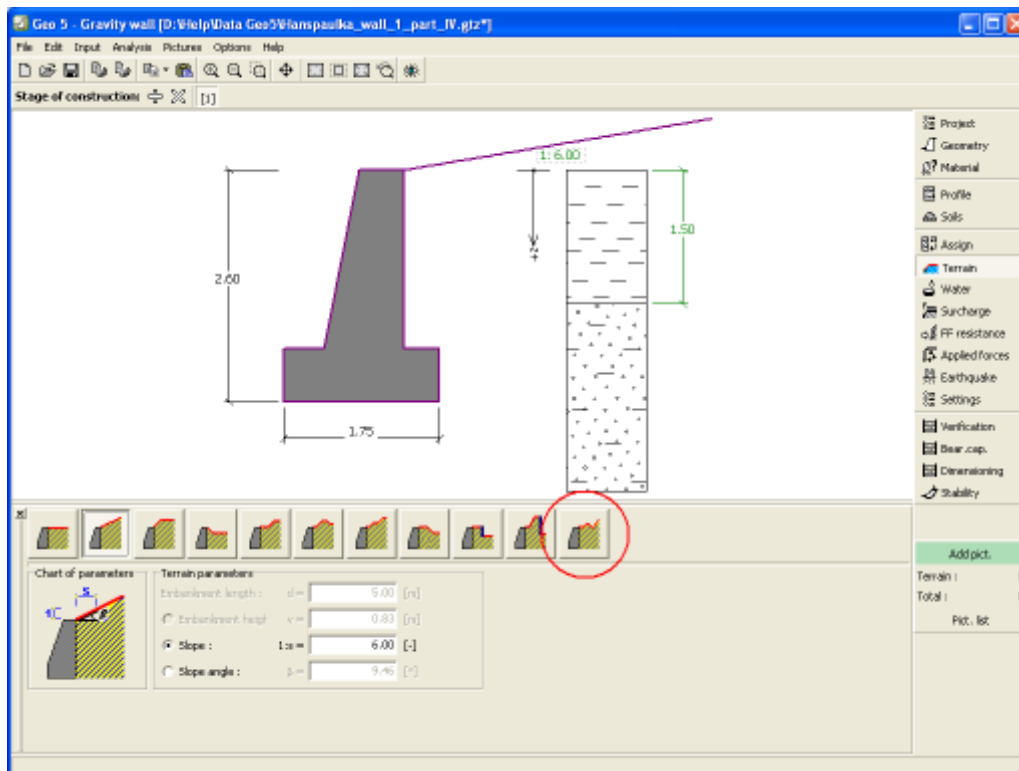 Geo 5 - Gravity wall [D:\Help\Data Geo5\Hanspaulka_wall_1_part_IV.gtz*]
File Edit Input Analysis Pictures Options Help
Stage of construction: [1]
1:6.00
2.60
+z
1.50
1.75
Project
Geometry
Material
Profile
Soils
Assign
Terrain
Water
Surcharge
FF resistance
Applied forces
Earthquake
Settings
Verification
Bear.cap.
Dimensioning
Stability
Add pict.
Terrain :
Total :
Pict. list
Chart of parameters
s
1
β
Terrain parameters
Embankment length : d = 5.00 [m]
Embankment heigt v = 0.83 [m]
Slope : 1:s = 6.00 [-]
Slope angle : β = 9.46 [°]